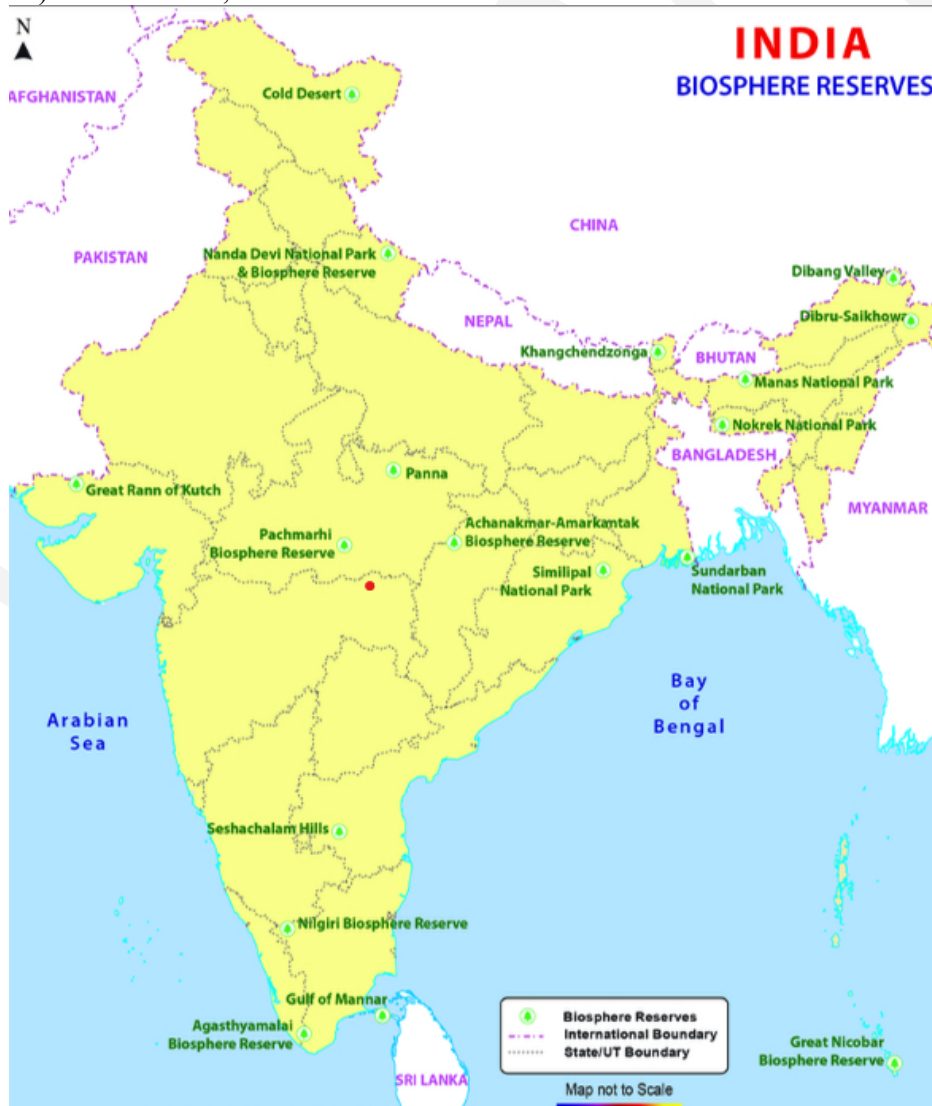 N
INDIA
BIOSPHERE RESERVES
AFGHANISTAN
Cold Desert
CHINA
PAKISTAN
Nanda Devi National Park
& Biosphere Reserve
Dibang Valley
NEPAL
Dibru-Saikhowa
Khangchendzonga
BHUTAN
Manas National Park
Nokrek National Park
BANGLADESH
Panna
Great Rann of Kutch
MYANMAR
Pachmarhi
Biosphere Reserve
Achanakmar-Amarkantak
Biosphere Reserve
Similipal
National Park
Sundarban
National Park
Arabian
Sea
Bay
of
Bengal
Seshachalam Hills
Nilgiri Biosphere Reserve
Gulf of Mannar
Agasthyamalai
Biosphere Reserve
SRI LANKA
Biosphere Reserves
International Boundary
State/UT Boundary
Map not to Scale
Great Nicobar
Biosphere Reserve